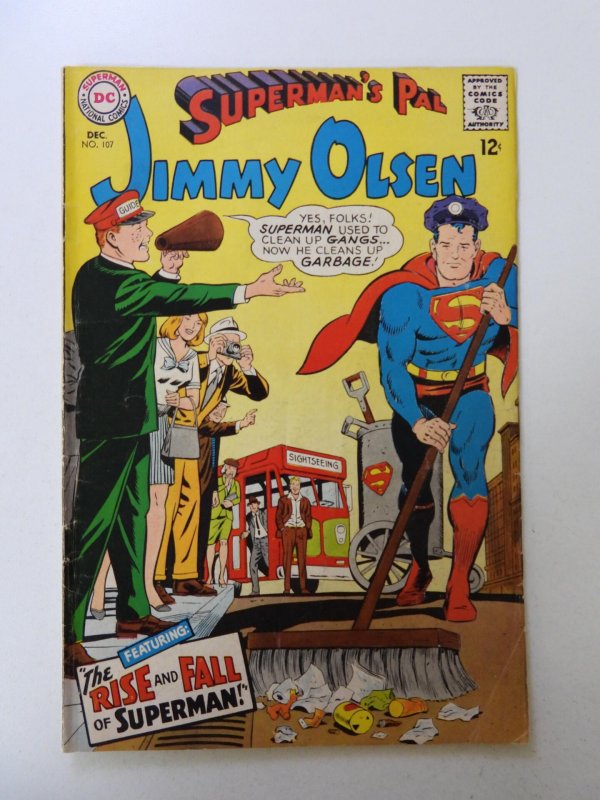 SUPERMAN
DC
NATIONAL COMICS
DEC.
NO. 107
SUPERMAN'S PAL
JIMMY OLSEN
APPROVED
BY THE
COMICS
CODE
AUTHORITY
12¢
GUIDE
YES, FOLKS!
SUPERMAN USED TO
CLEAN UP GANGS...
NOW HE CLEANS UP
GARBAGE!
S
SIGHTSEEING
S
FEATURING:
"The
RISE AND FALL
OF SUPERMAN!"